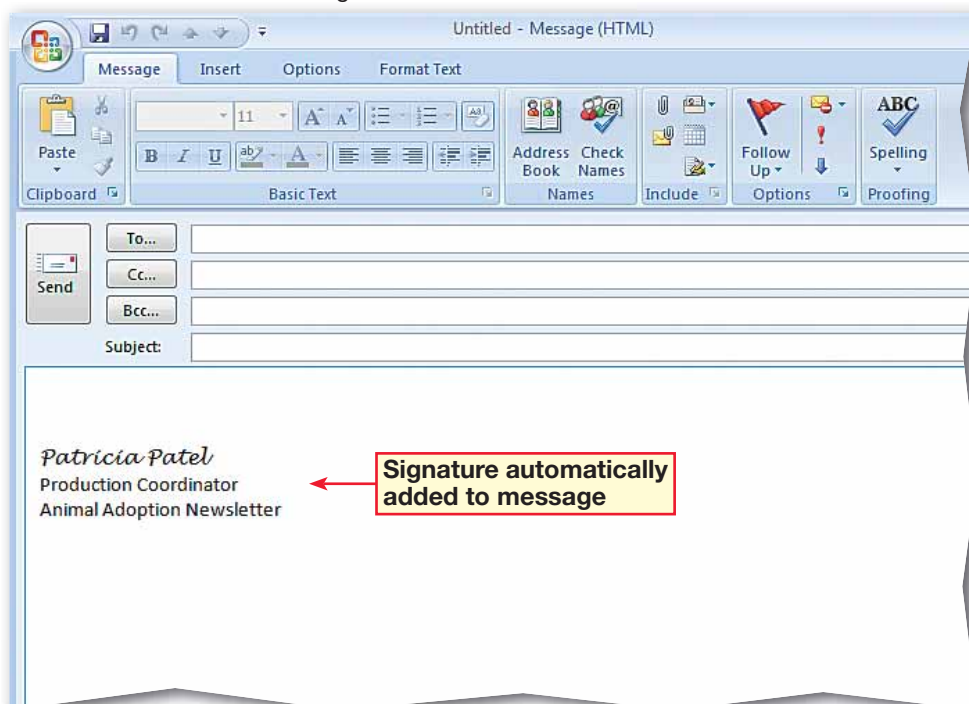 Untitled - Message (HTML)
Message Insert Options Format Text
11 A A ABC
Paste B I U ab A Address Book Check Names Follow Up Spelling
Clipboard Basic Text Names Include Options Proofing
To...
Cc...
Send
Bcc...
Subject:
Patricia Patel
Production Coordinator
Animal Adoption Newsletter
Signature automatically
added to message